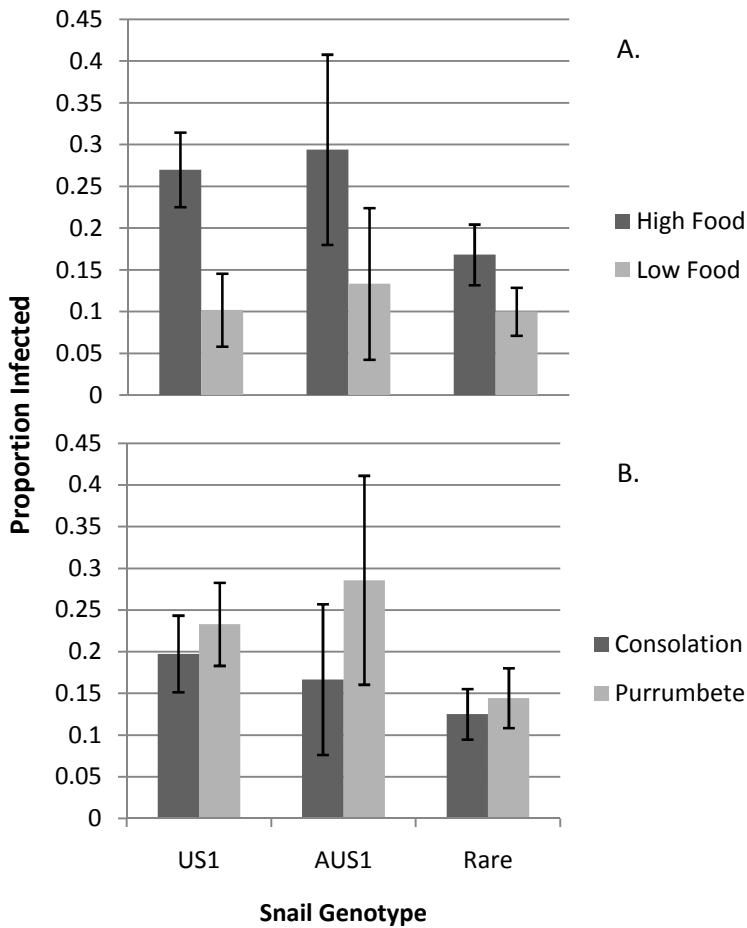 0.45
0.4
0.35
0.3
0.25
0.2
0.15
0.1
0.05
0
A.
High Food
Low Food
Proportion Infected
0.45
0.4
0.35
0.3
0.25
0.2
0.15
0.1
0.05
0
B.
Consolation
Purrumbete
US1 AUS1 Rare
Snail Genotype